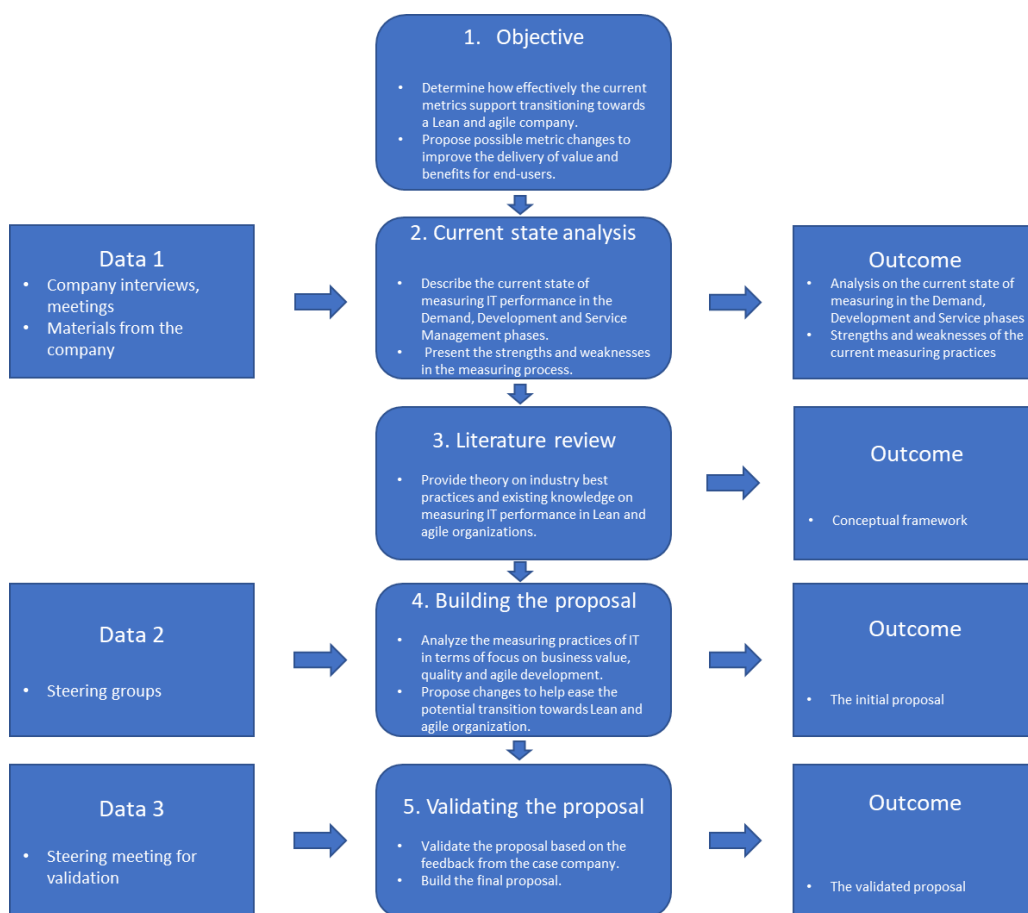 1. Objective
• Determine how effectively the current
metrics support transitioning towards
a Lean and agile company.
• Propose possible metric changes to
improve the delivery of value and
benefits for end-users.
Data 1
• Company interviews,
meetings
• Materials from the
company
2. Current state analysis
• Describe the current state of
measuring IT performance in the
Demand, Development and Service
Management phases.
• Present the strengths and weaknesses
in the measuring process.
Outcome
• Analysis on the current state of
measuring in the Demand,
Development and Service phases
• Strengths and weaknesses of the
current measuring practices
3. Literature review
• Provide theory on industry best
practices and existing knowledge on
measuring IT performance in Lean and
agile organizations.
Outcome
• Conceptual framework
Data 2
• Steering groups
4. Building the proposal
• Analyze the measuring practices of IT
in terms of focus on business value,
quality and agile development.
• Propose changes to help ease the
potential transition towards Lean and
agile organization.
Outcome
• The initial proposal
Data 3
• Steering meeting for
validation
5. Validating the proposal
• Validate the proposal based on the
feedback from the case company.
• Build the final proposal.
Outcome
• The validated proposal